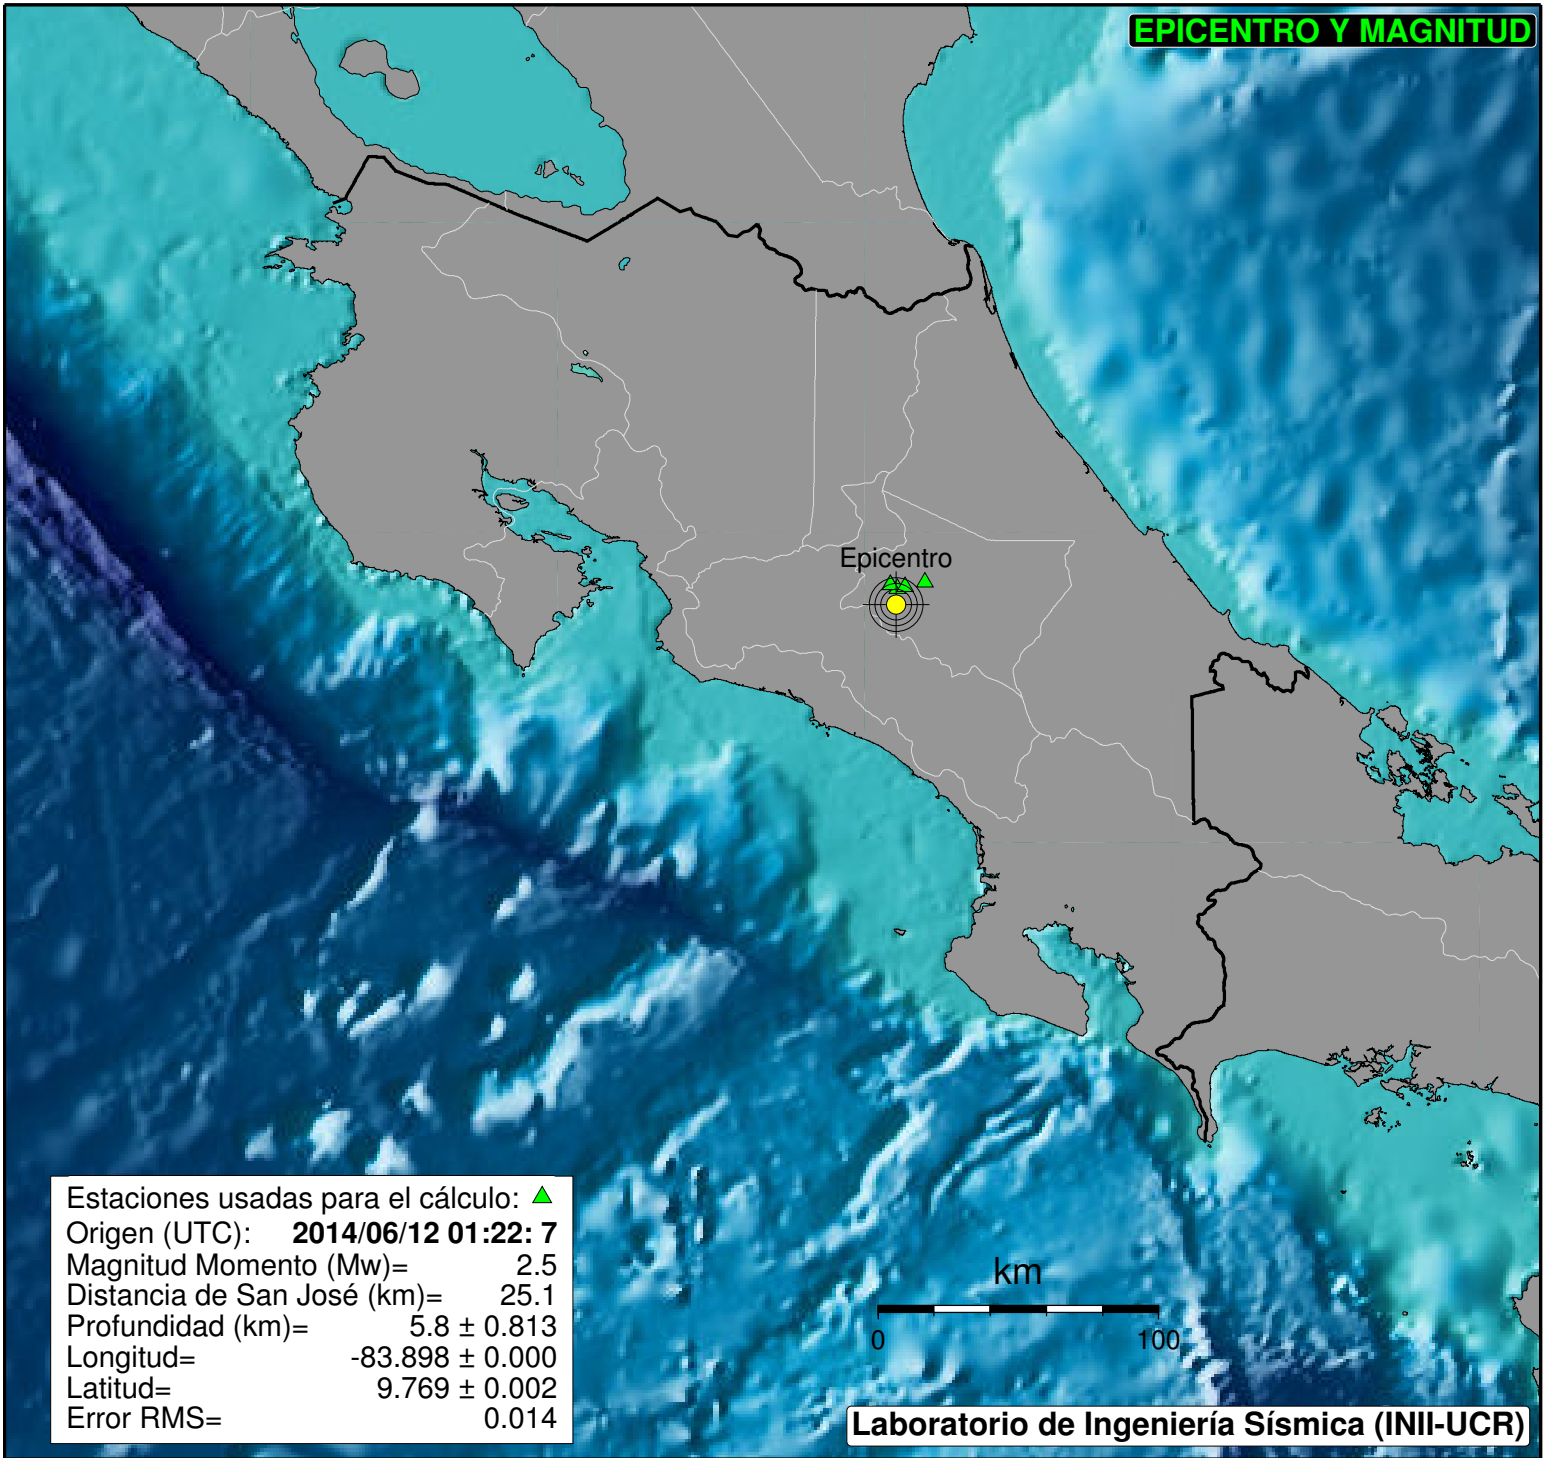 EPICENTRO Y MAGNITUD
Epicentro
Estaciones usadas para el cálculo:
Origen (UTC): 2014/06/12 01:22: 7
Magnitud Momento (Mw)= 2.5
Distancia de San José (km)= 25.1
Profundidad (km)= 5.8 ± 0.813
Longitud= -83.898 ± 0.000
Latitud= 9.769 ± 0.002
Error RMS= 0.014
km
0 100
Laboratorio de Ingeniería Sísmica (INII-UCR)